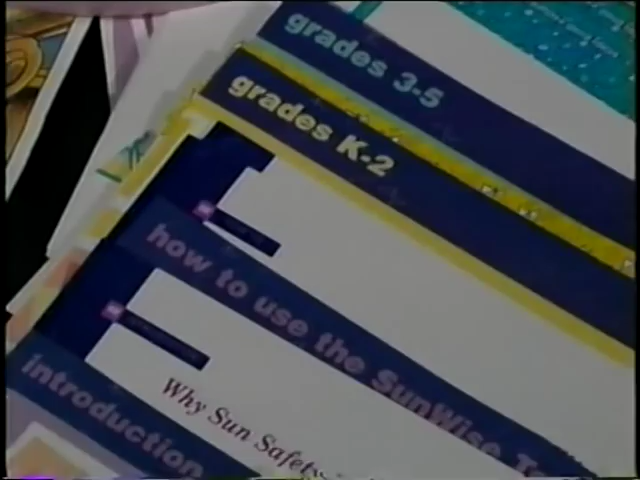 grades 3-5
grades K-2
how to use the SunWise
introduction
Why Sun Safety